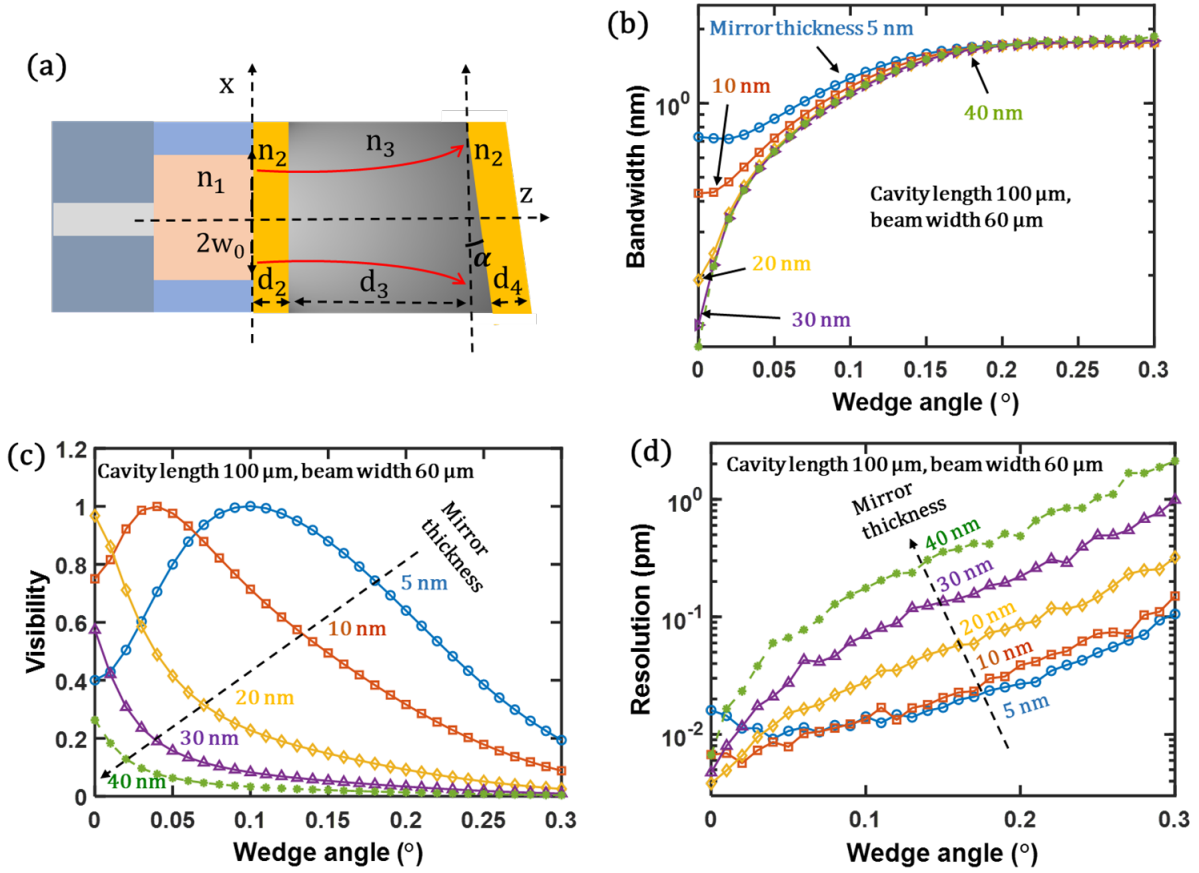 (a)
x
n₂
n₃
n₂
n₁
z
2w₀
α
d₂
d₃
d₄
(b)
Mirror thickness 5 nm
10 nm
40 nm
Cavity length 100 μm,
beam width 60 μm
20 nm
30 nm
10⁰
Bandwidth (nm)
0 0.05 0.1 0.15 0.2 0.25 0.3
Wedge angle (°)
(c)
Cavity length 100 μm, beam width 60 μm
Mirror
thickness
5 nm
10 nm
20 nm
30 nm
40 nm
1.2
1
0.8
0.6
0.4
0.2
0
Visibility
0 0.05 0.1 0.15 0.2 0.25 0.3
Wedge angle (°)
(d)
Cavity length 100 μm, beam width 60 μm
Mirror
thickness
40 nm
30 nm
20 nm
10 nm
5 nm
10⁰
10⁻¹
10⁻²
Resolution (pm)
0 0.1 0.2 0.3
Wedge angle (°)